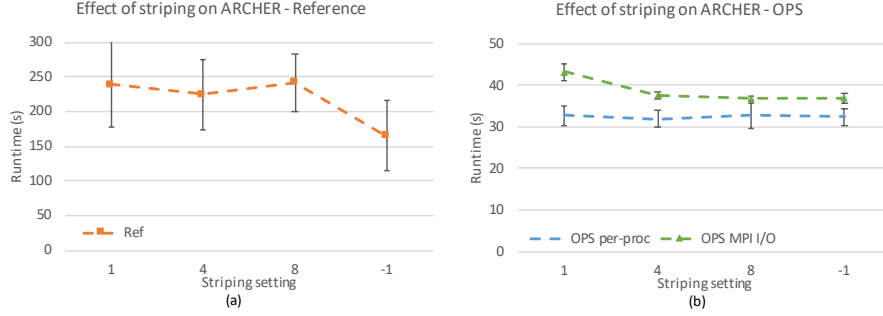 Effect of striping on ARCHER - Reference
300
250
200
150
100
50
0
Runtime (s)
Ref
1 4 8 -1
Striping setting
(a)
Effect of striping on ARCHER - OPS
50
40
30
20
10
0
Runtime (s)
OPS per-proc OPS MPI I/O
1 4 8 -1
Striping setting
(b)